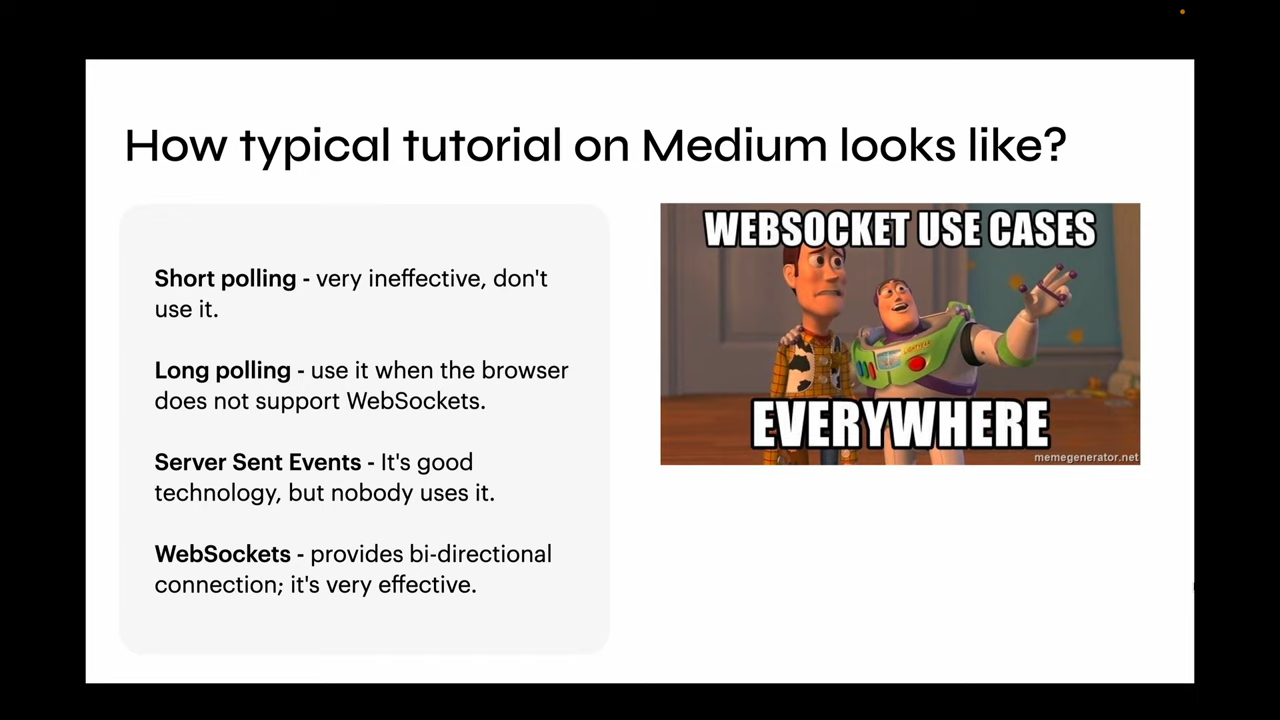 How typical tutorial on Medium looks like?
Short polling - very ineffective, don't
use it.
Long polling - use it when the browser
does not support WebSockets.
Server Sent Events - It's good
technology, but nobody uses it.
WebSockets - provides bi-directional
connection; it's very effective.
WEBSOCKET USE CASES
LIGHTYEAR
EVERYWHERE
memegenerator.net